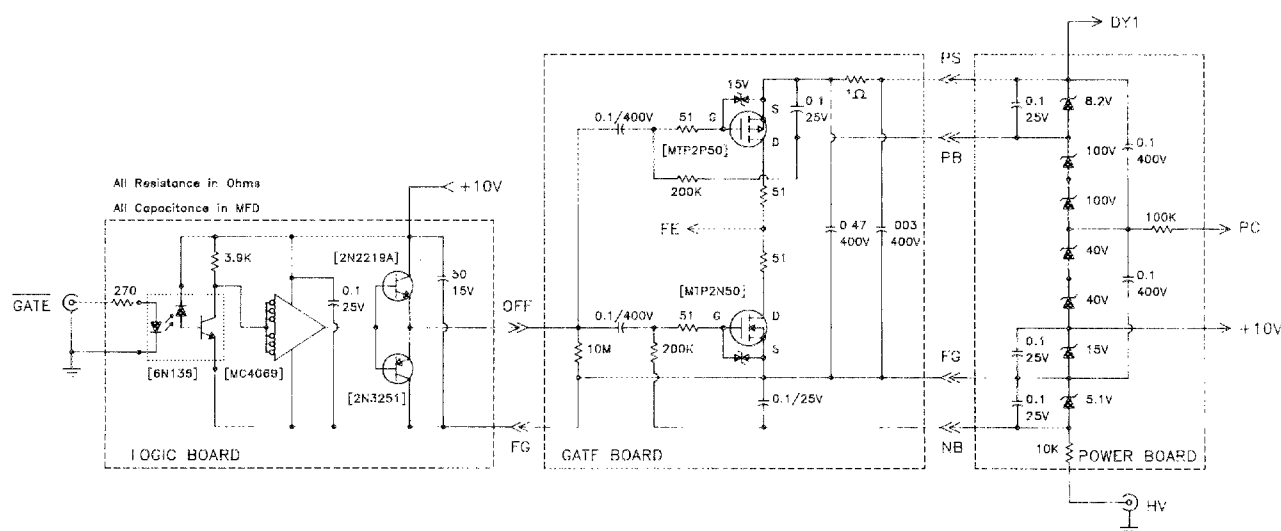 DY1
PS
15V
1Ω
0.1
25V
8.2V
0.1
25V
S
0.1/400V
51
G
D
[MTP2P50]
PB
100V
0.1
400V
All Resistance in Ohms
+10V
200K
51
100V
All Capacitance in MFD
FE
0 47
400V
003
400V
100K
PC
[2N2219A]
40V
3.9K
51
[MTP2N50]
GATE
270
0.1
25V
50
15V
OFF
40V
0.1
400V
0.1/400V
51
G
D
+10V
10M
200K
S
0.1
25V
15V
[6N136]
[MC4069]
FG
[2N3251]
0.1/25V
0.1
25V
5.1V
LOGIC BOARD
FG
GATE BOARD
NB
10K
POWER BOARD
HV